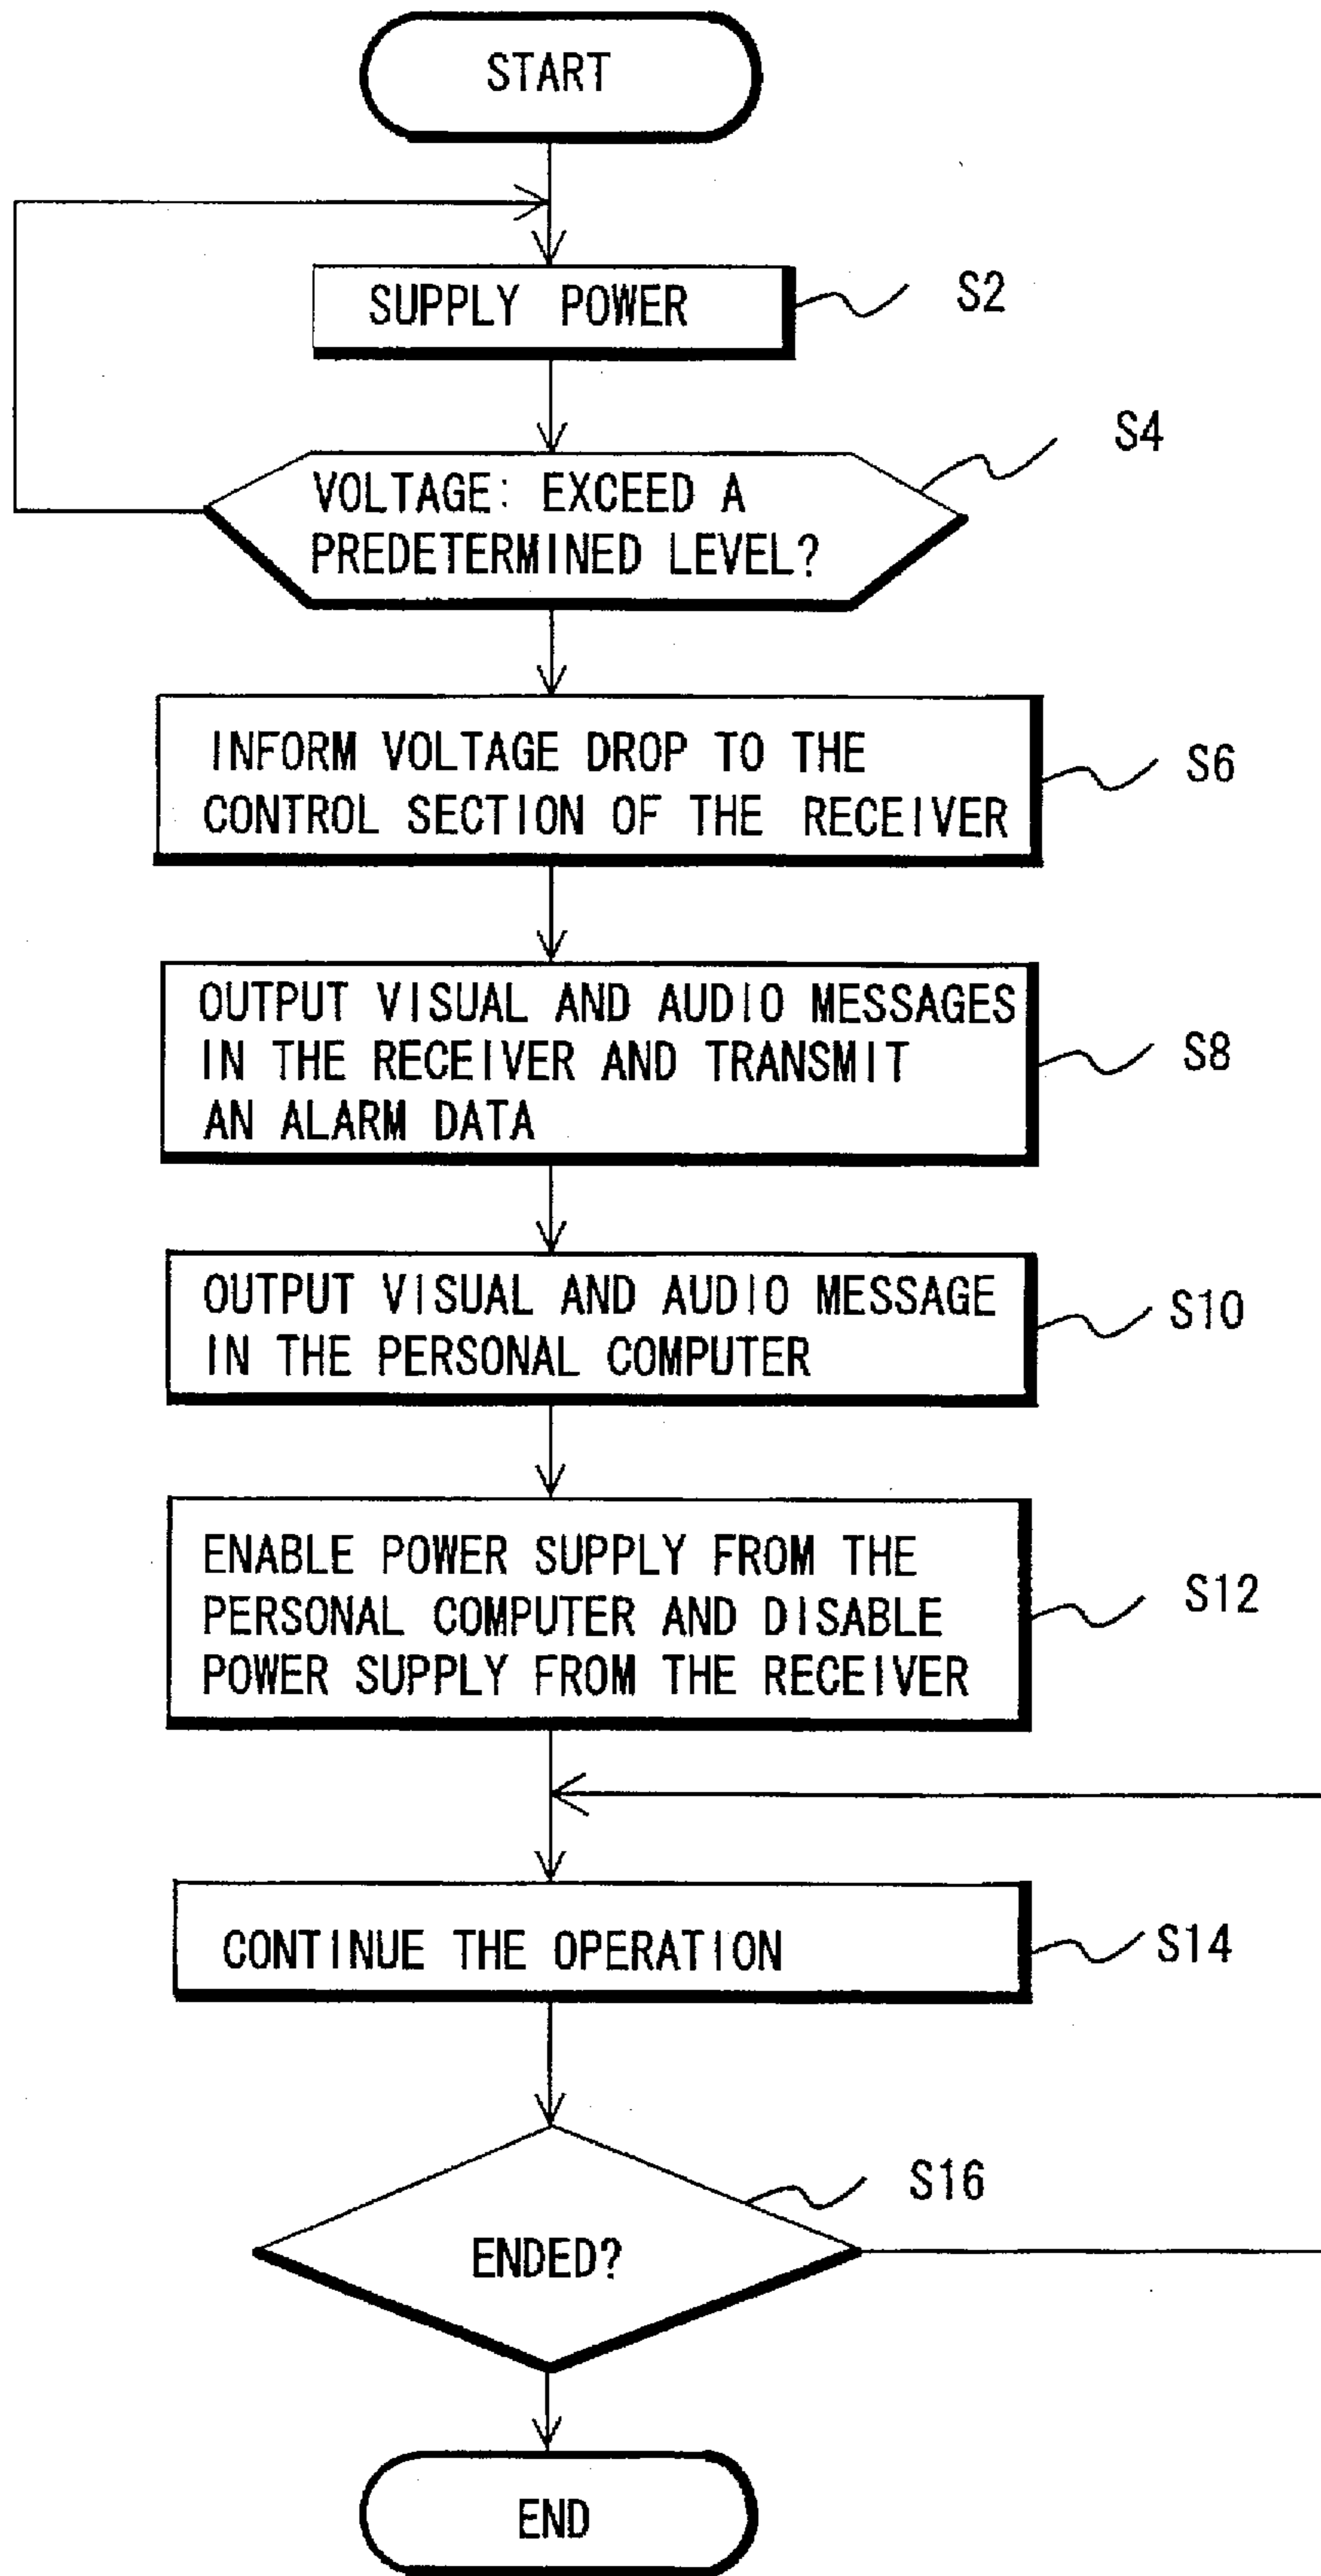 START
SUPPLY POWER
S2
S4
VOLTAGE: EXCEED A
PREDETERMINED LEVEL?
INFORM VOLTAGE DROP TO THE
CONTROL SECTION OF THE RECEIVER
S6
OUTPUT VISUAL AND AUDIO MESSAGES
IN THE RECEIVER AND TRANSMIT
AN ALARM DATA
S8
OUTPUT VISUAL AND AUDIO MESSAGE
IN THE PERSONAL COMPUTER
S10
ENABLE POWER SUPPLY FROM THE
PERSONAL COMPUTER AND DISABLE
POWER SUPPLY FROM THE RECEIVER
S12
CONTINUE THE OPERATION
S14
S16
ENDED?
END